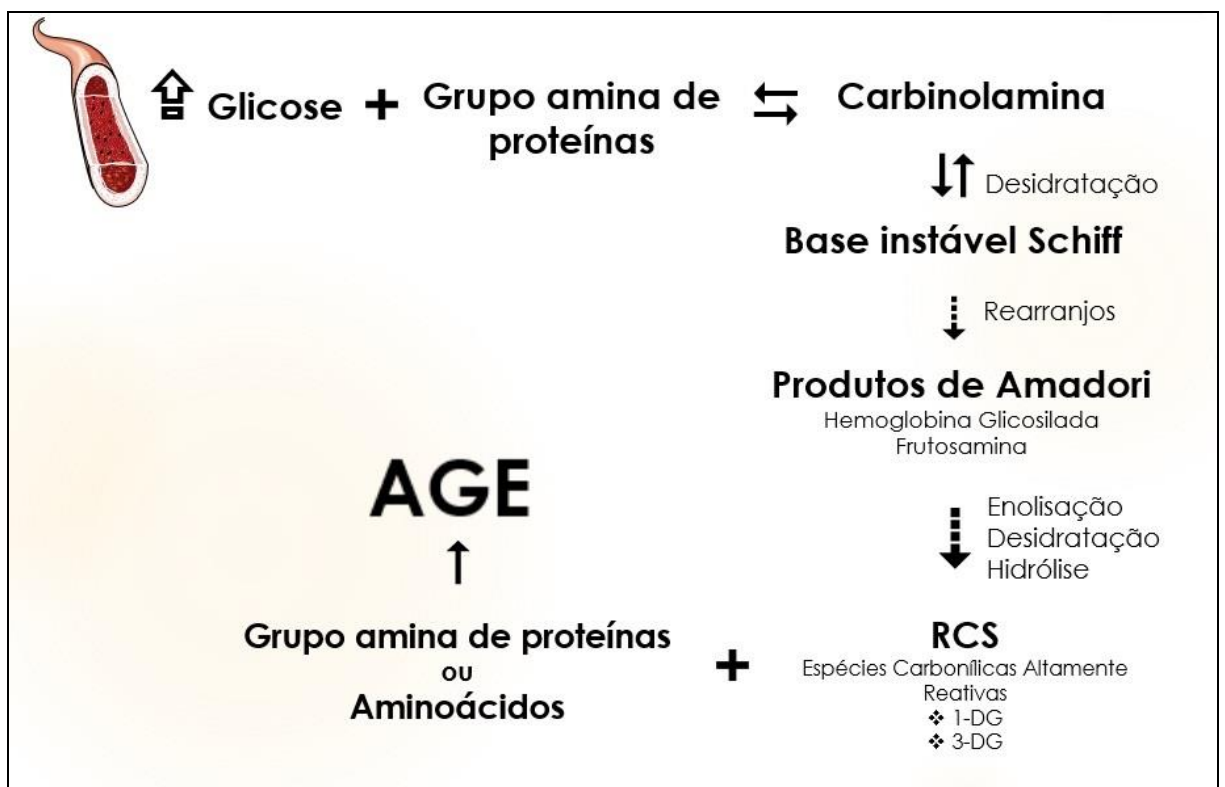 Glicose + Grupo amina de
proteínas
Carbinolamina
Desidratação
Base instável Schiff
Rearranjos
Produtos de Amadori
Hemoglobina Glicosilada
Frutosamina
Enolisação
Desidratação
Hidrólise
RCS
Espécies Carbonílicas Altamente
Reativas
❖ 1-DG
❖ 3-DG
+
Grupo amina de proteínas
ou
Aminoácidos
AGE